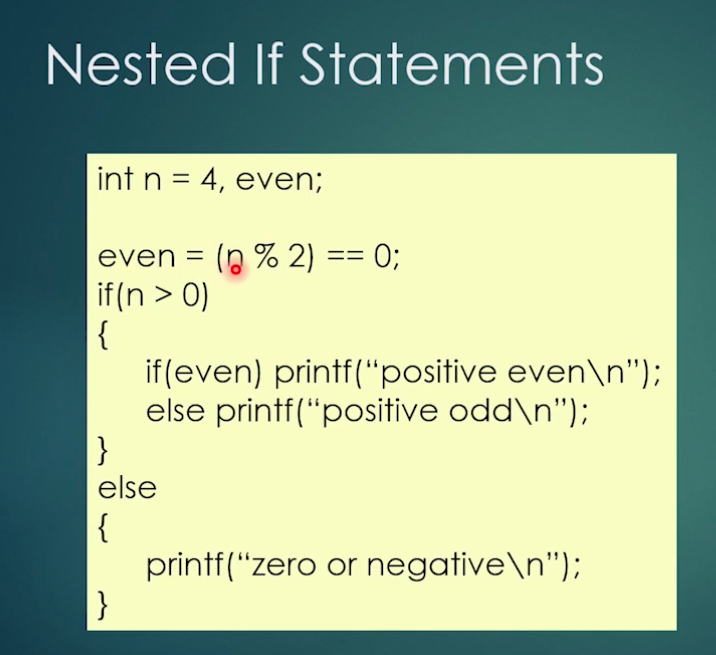 Nested If Statements
int n = 4, even;
even = (n % 2) == 0;
if(n > 0)
{
if(even) printf(“positive even\n”);
else printf(“positive odd\n”);
}
else
{
printf(“zero or negative\n”);
}